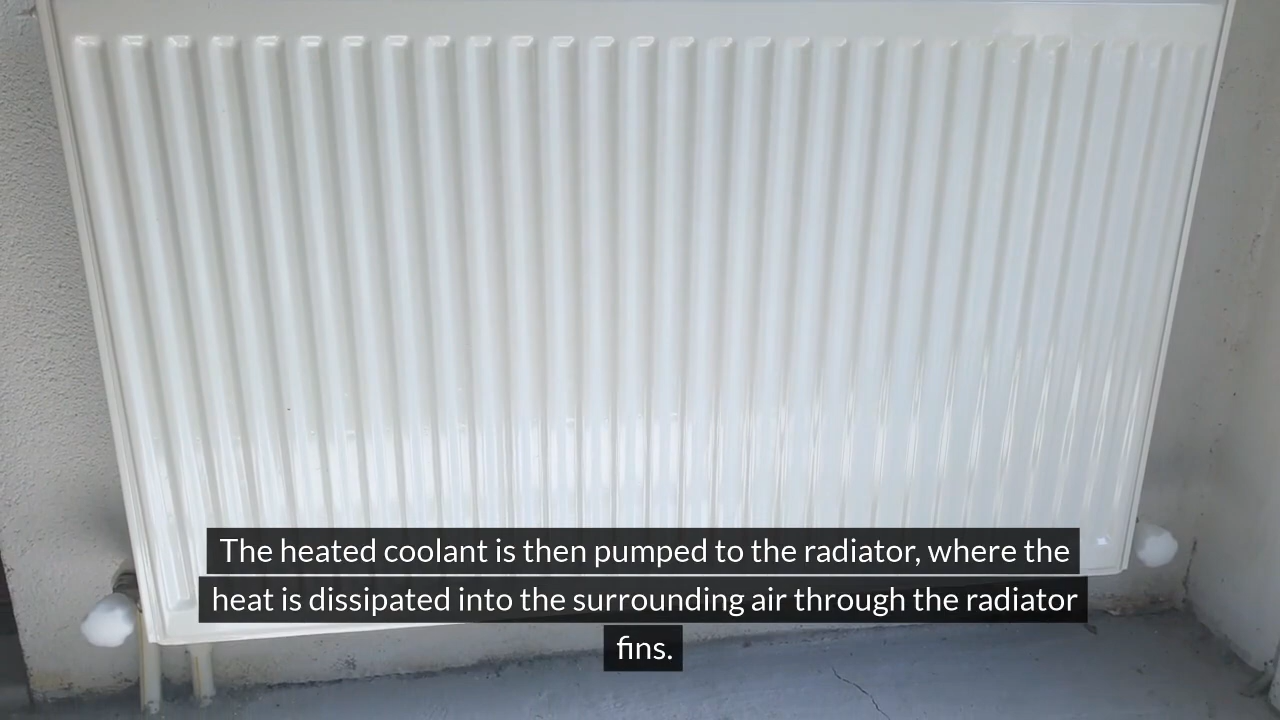 The heated coolant is then pumped to the radiator, where the
heat is dissipated into the surrounding air through the radiator
fins.